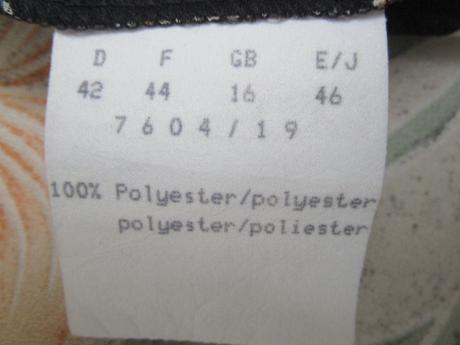 D F GB E/J
42 44 16 46
7604/19
100% Polyester/polyester
polyester/poliester